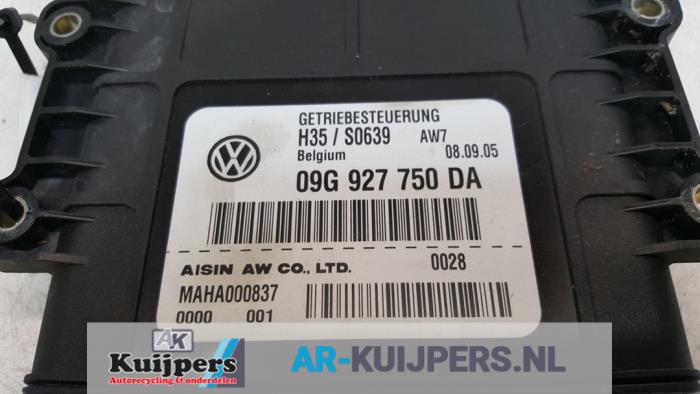 GETRIEBESTEUERUNG
H35 / S0639 AW7
Belgium 08.09.05
09G 927 750 DA
AISIN AW CO., LTD. 0028
MAHA000837
0000 001
AK
Kuijpers
Autorecycling & onderdelen
AR-KUIJPERS.NL